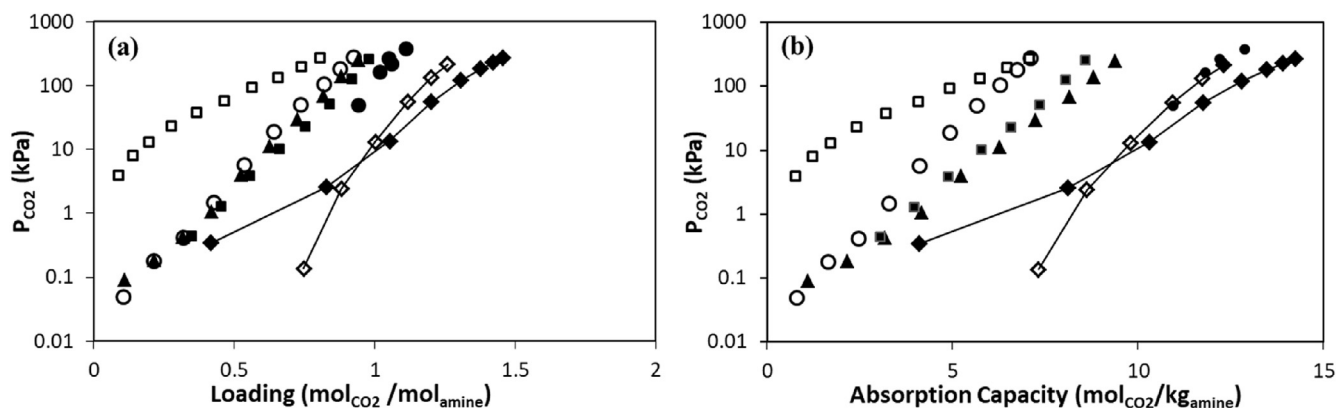 (a)
1000
100
10
1
0.1
0.01
P_CO2 (kPa)
0 0.5 1 1.5 2
Loading (mol_CO2 /mol_amine)
(b)
1000
100
10
1
0.1
0.01
P_CO2 (kPa)
0 5 10 15
Absorption Capacity (mol_CO2/kg_amine)